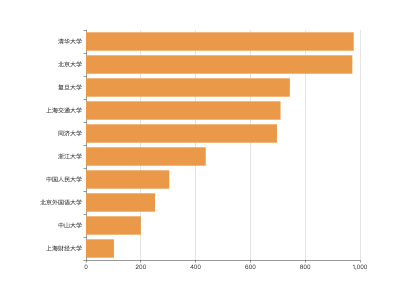 清华大学
北京大学
复旦大学
上海交通大学
同济大学
浙江大学
中国人民大学
北京外国语大学
中山大学
上海财经大学
0 200 400 600 800 1,000